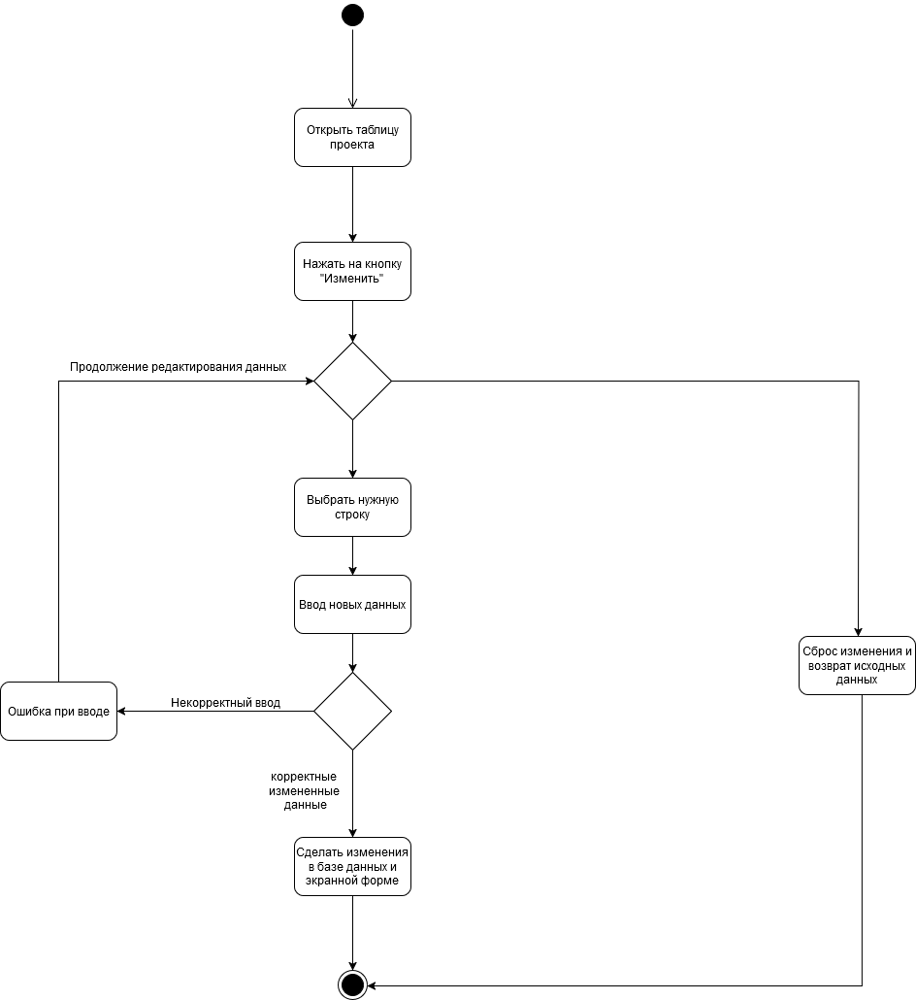 Открыть таблицу
проекта
Нажать на кнопку
"Изменить"
Продолжение редактирования данных
Выбрать нужную
строку
Ввод новых данных
Сброс изменения и
возврат исходных
данных
Некорректный ввод
Ошибка при вводе
корректные
измененные
данные
Сделать изменения
в базе данных и
экранной форме